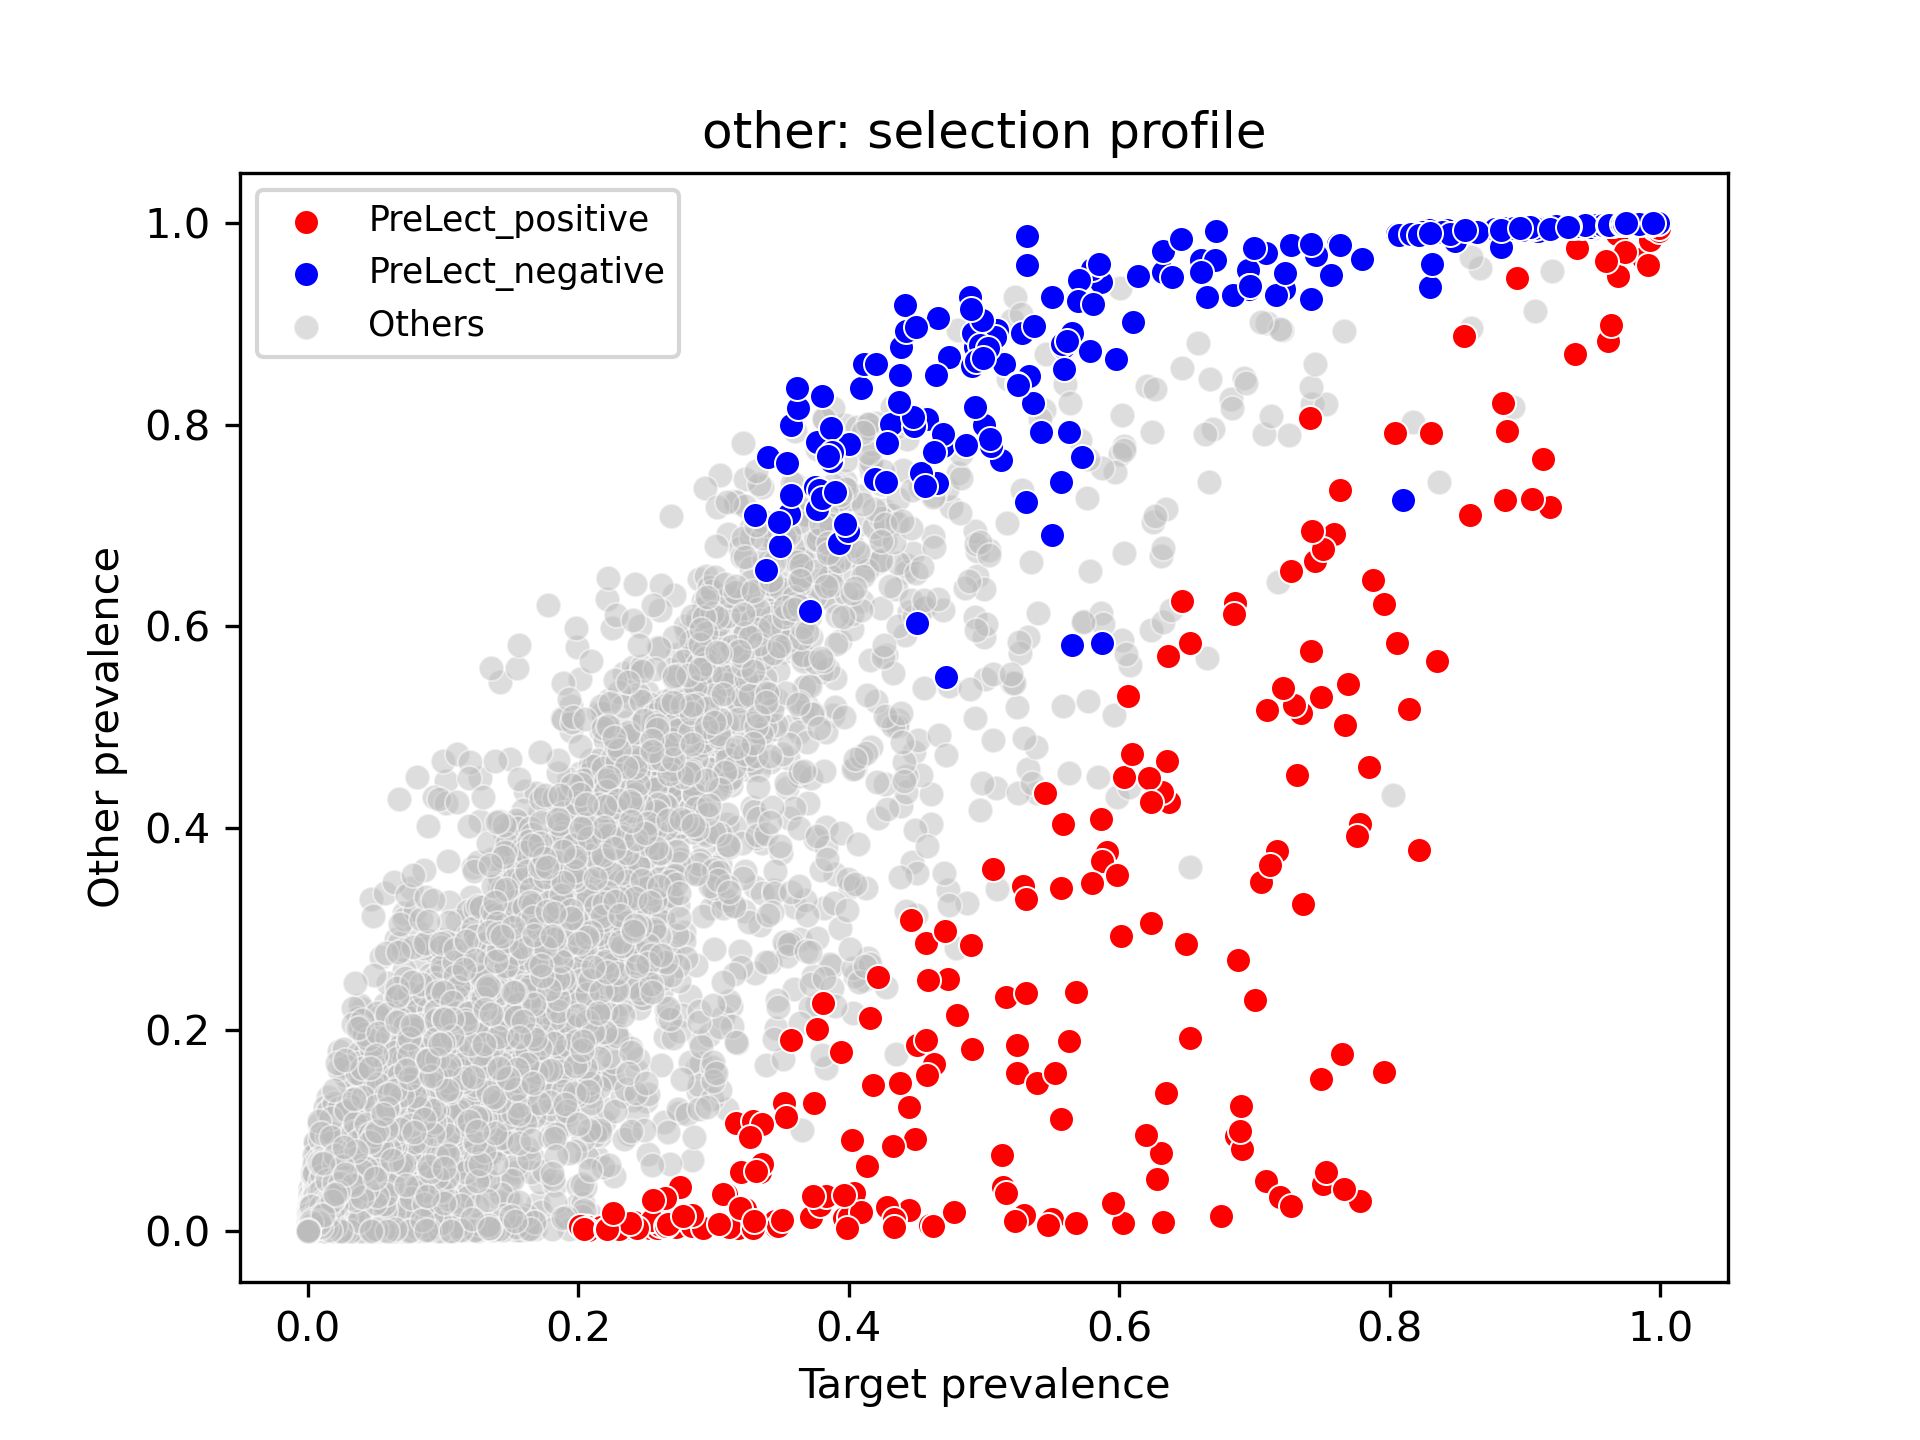 other: selection profile
PreLect_positive
PreLect_negative
Others
1.0
0.8
0.6
0.4
0.2
0.0
Other prevalence
0.0 0.2 0.4 0.6 0.8 1.0
Target prevalence